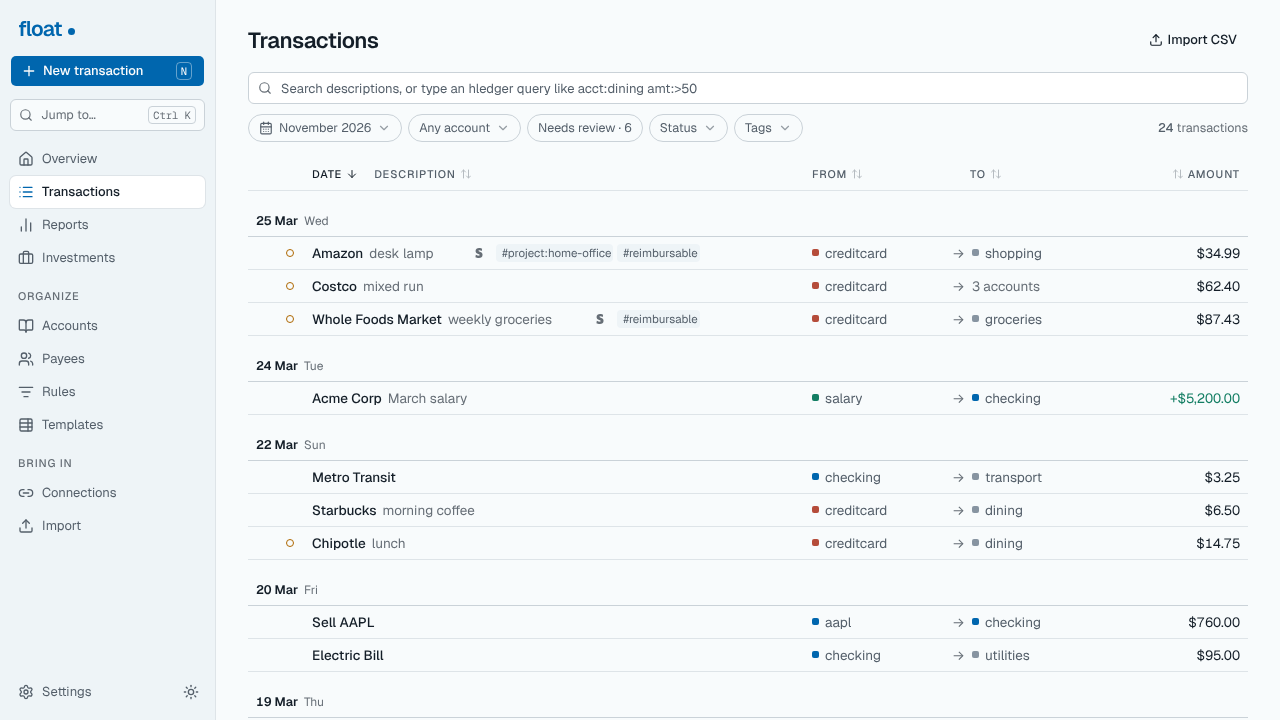 float
New transaction N
Jump to... Ctrl K
Overview
Transactions
Reports
Investments
ORGANIZE
Accounts
Payees
Rules
Templates
BRING IN
Connections
Import
Settings
Transactions
Import CSV
Search descriptions, or type an hledger query like acct:dining amt:>50
November 2026 Any account Needs review · 6 Status Tags 24 transactions
DATE DESCRIPTION FROM TO AMOUNT
25 Mar Wed
Amazon desk lamp S #project:home-office #reimbursable creditcard → shopping $34.99
Costco mixed run creditcard → 3 accounts $62.40
Whole Foods Market weekly groceries S #reimbursable creditcard → groceries $87.43
24 Mar Tue
Acme Corp March salary salary → checking +$5,200.00
22 Mar Sun
Metro Transit checking → transport $3.25
Starbucks morning coffee creditcard → dining $6.50
Chipotle lunch creditcard → dining $14.75
20 Mar Fri
Sell AAPL aapl → checking $760.00
Electric Bill checking → utilities $95.00
19 Mar Thu